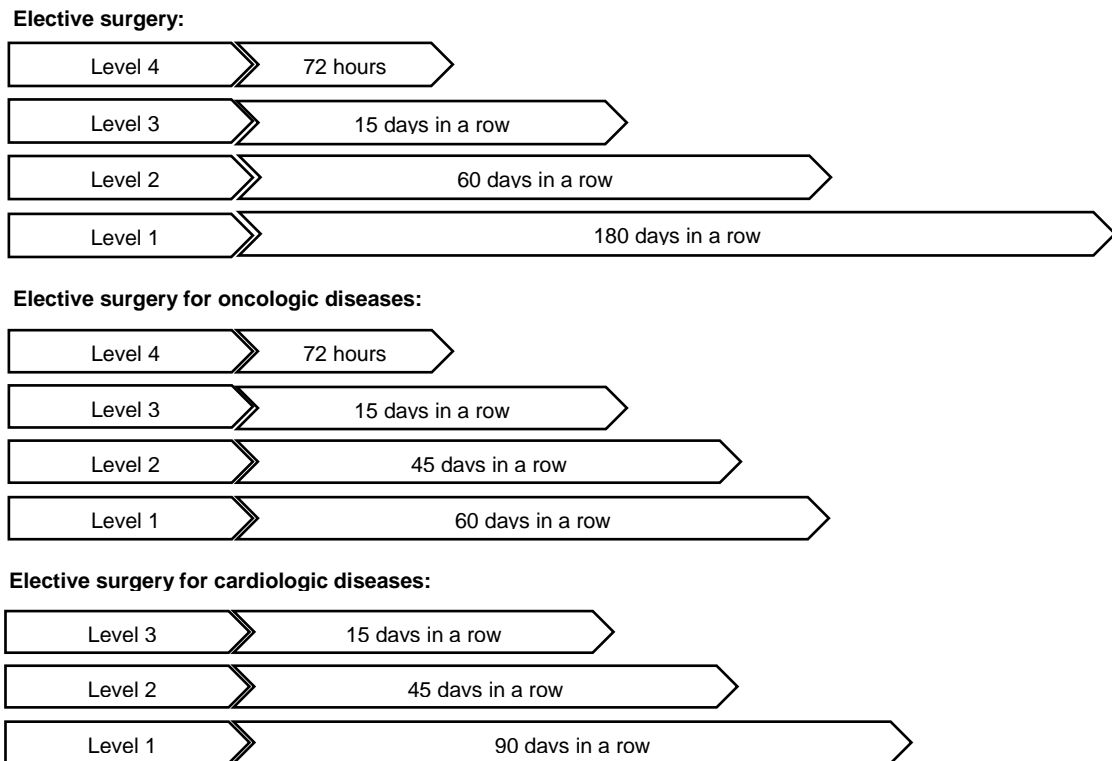 Elective surgery:
Level 4 72 hours
Level 3 15 days in a row
Level 2 60 days in a row
Level 1 180 days in a row
Elective surgery for oncologic diseases:
Level 4 72 hours
Level 3 15 days in a row
Level 2 45 days in a row
Level 1 60 days in a row
Elective surgery for cardiologic diseases:
Level 3 15 days in a row
Level 2 45 days in a row
Level 1 90 days in a row